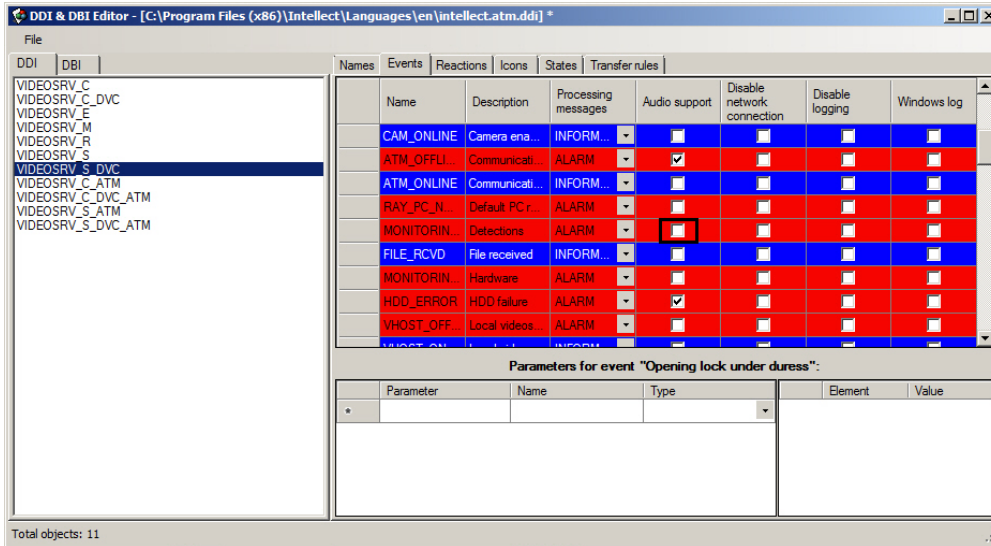 DDI & DBI Editor - [C:\Program Files (x86)\Intellect\Languages\en\intellect.atm.ddi] *
File
DDI DBI
VIDEOSRV_C
VIDEOSRV_C_DVC
VIDEOSRV_E
VIDEOSRV_M
VIDEOSRV_R
VIDEOSRV_S
VIDEOSRV_S_DVC
VIDEOSRV_C_ATM
VIDEOSRV_C_DVC_ATM
VIDEOSRV_S_ATM
VIDEOSRV_S_DVC_ATM
Names Events Reactions Icons States Transfer rules
Name Description Processing messages Audio support Disable network connection Disable logging Windows log
CAM_ONLINE Camera ena... INFORM...
ATM_OFFLI... Communicati... ALARM
ATM_ONLINE Communicati... INFORM...
RAY_PC_N... Default PC r... ALARM
MONITORIN... Detections ALARM
FILE_RCVD File received INFORM...
MONITORIN... Hardware ALARM
HDD_ERROR HDD failure ALARM
VHOST_OFF... Local videos... ALARM
Parameters for event "Opening lock under duress":
Parameter Name Type Element Value
*
Total objects: 11